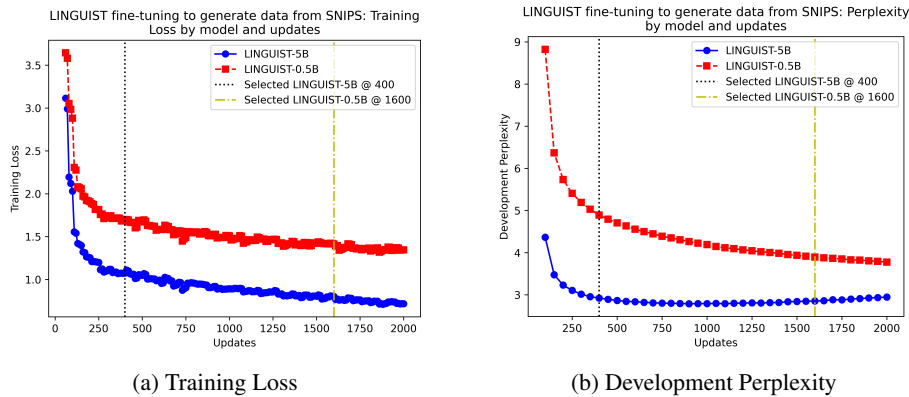 LINGUIST fine-tuning to generate data from SNIPS: Training
Loss by model and updates
LINGUIST-5B
LINGUIST-0.5B
Selected LINGUIST-5B @ 400
Selected LINGUIST-0.5B @ 1600
Training Loss
3.5
3.0
2.5
2.0
1.5
1.0
0 250 500 750 1000 1250 1500 1750 2000
Updates
(a) Training Loss
LINGUIST fine-tuning to generate data from SNIPS: Perplexity
by model and updates
LINGUIST-5B
LINGUIST-0.5B
Selected LINGUIST-5B @ 400
Selected LINGUIST-0.5B @ 1600
Development Perplexity
9
8
7
6
5
4
3
250 500 750 1000 1250 1500 1750 2000
Updates
(b) Development Perplexity